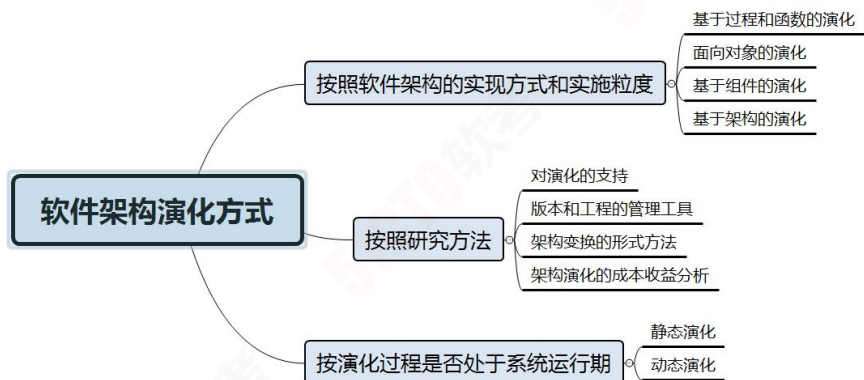 基于过程和函数的演化
面向对象的演化
按照软件架构的实现方式和实施粒度
基于组件的演化
基于架构的演化
软件架构演化方式
对演化的支持
版本和工程的管理工具
按照研究方法
架构变换的形式方法
架构演化的成本收益分析
静态演化
按演化过程是否处于系统运行期
动态演化